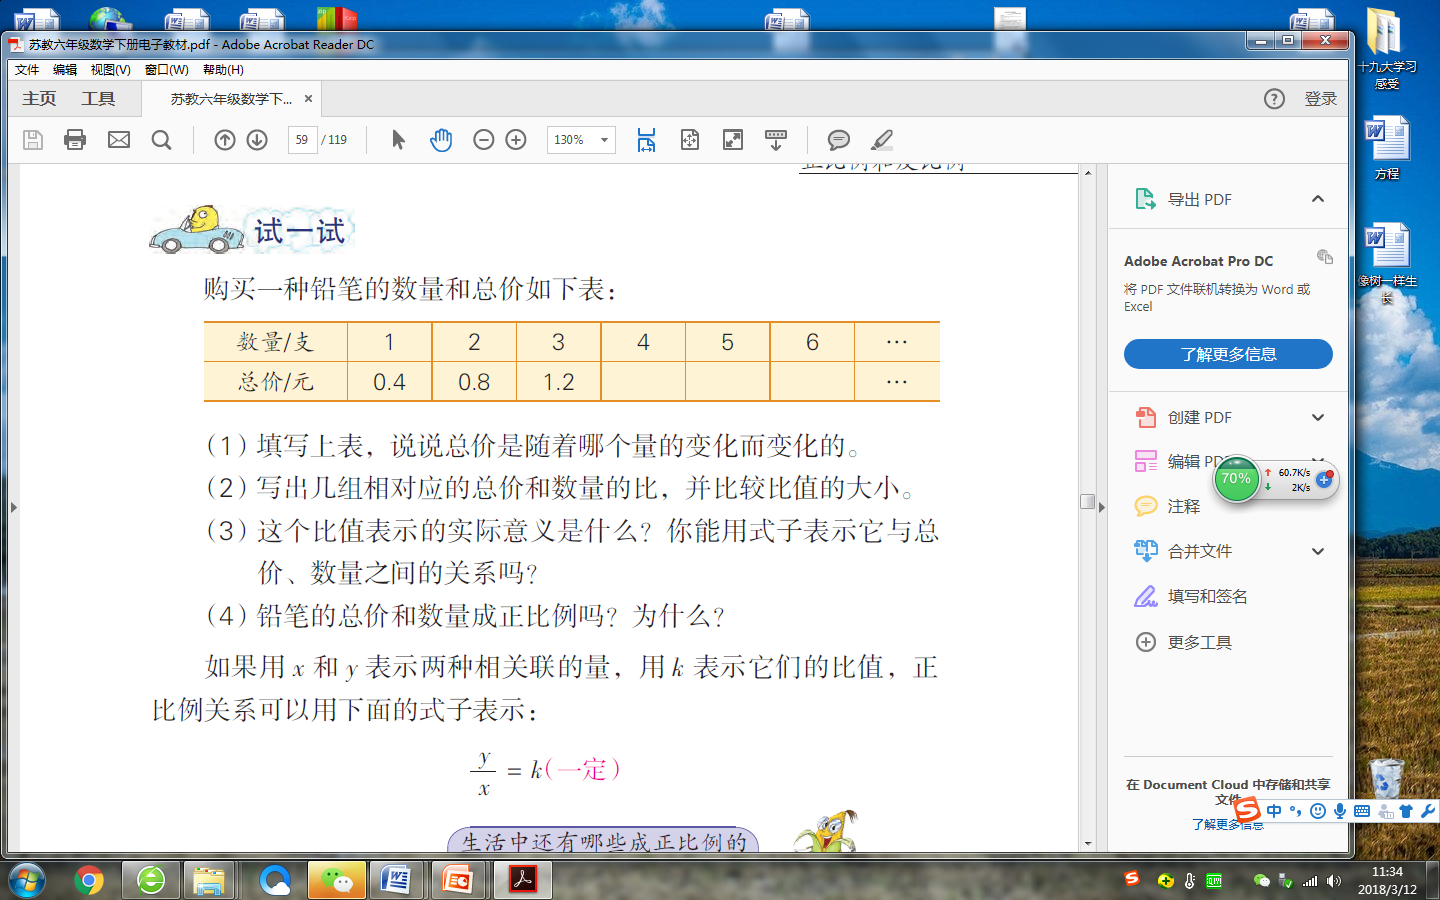 苏教六年级数学下册电子教材.pdf - Adobe Acrobat Reader DC
文件 编辑 视图(V) 窗口(W) 帮助(H)
主页 工具 苏教六年级数学下... × 登录
59 / 119 130%
正比例和反比例
试一试
购买一种铅笔的数量和总价如下表：
数量/支 1 2 3 4 5 6 …
总价/元 0.4 0.8 1.2 …
（1）填写上表，说说总价是随着哪个量的变化而变化的。
（2）写出几组相对应的总价和数量的比，并比较比值的大小。
（3）这个比值表示的实际意义是什么？你能用式子表示它与总
价、数量之间的关系吗？
（4）铅笔的总价和数量成正比例吗？为什么？
如果用 x 和 y 表示两种相关联的量，用 k 表示它们的比值，正
比例关系可以用下面的式子表示：
y/x = k(一定)
生活中还有哪些成正比例的
导出 PDF
Adobe Acrobat Pro DC
将 PDF 文件联机转换为 Word 或
Excel
了解更多信息
创建 PDF
编辑 PDF
注释
合并文件
填写和签名
更多工具
在 Document Cloud 中存储和共享
文件
了解更多信息
70% 60.7K/s
2K/s
中
十九大学习
感受
方程
像树一样生
长
11:34
2018/3/12